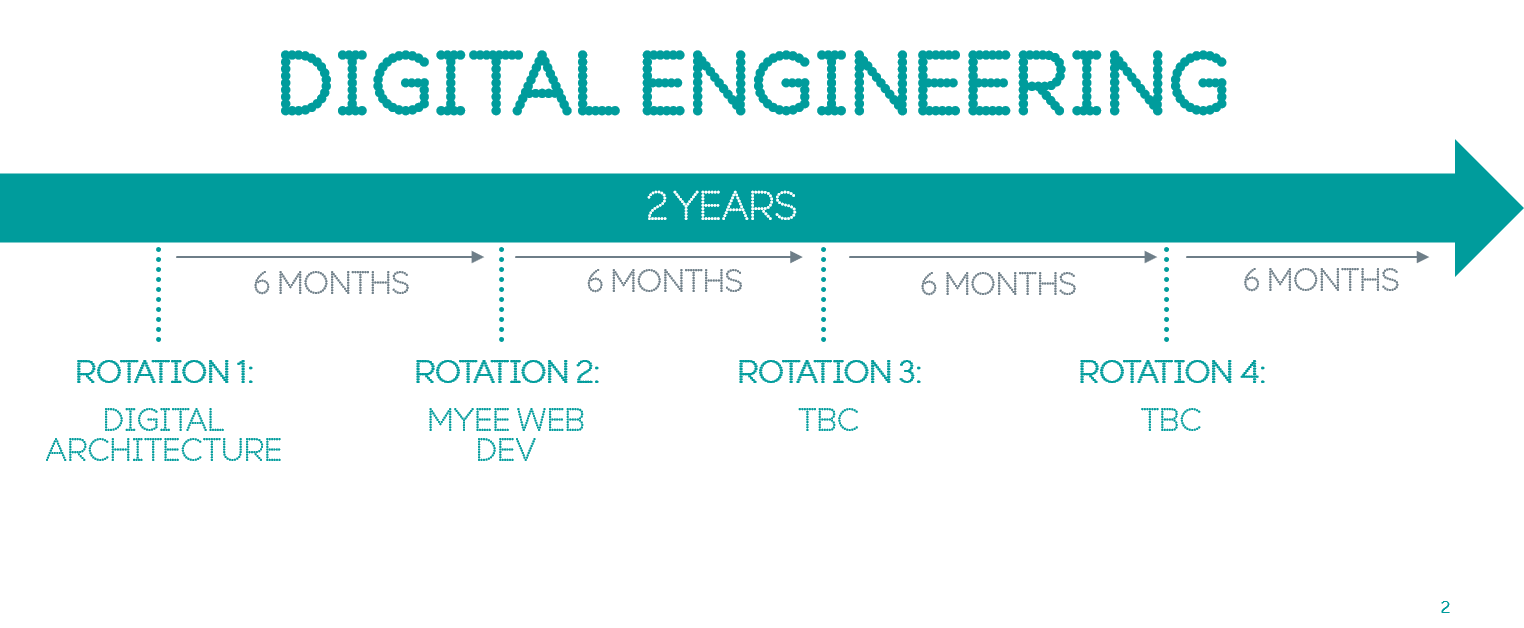 DIGITAL ENGINEERING
2 YEARS
6 MONTHS
6 MONTHS
6 MONTHS
6 MONTHS
ROTATION 1:
DIGITAL
ARCHITECTURE
ROTATION 2:
MYEE WEB
DEV
ROTATION 3:
TBC
ROTATION 4:
TBC
2